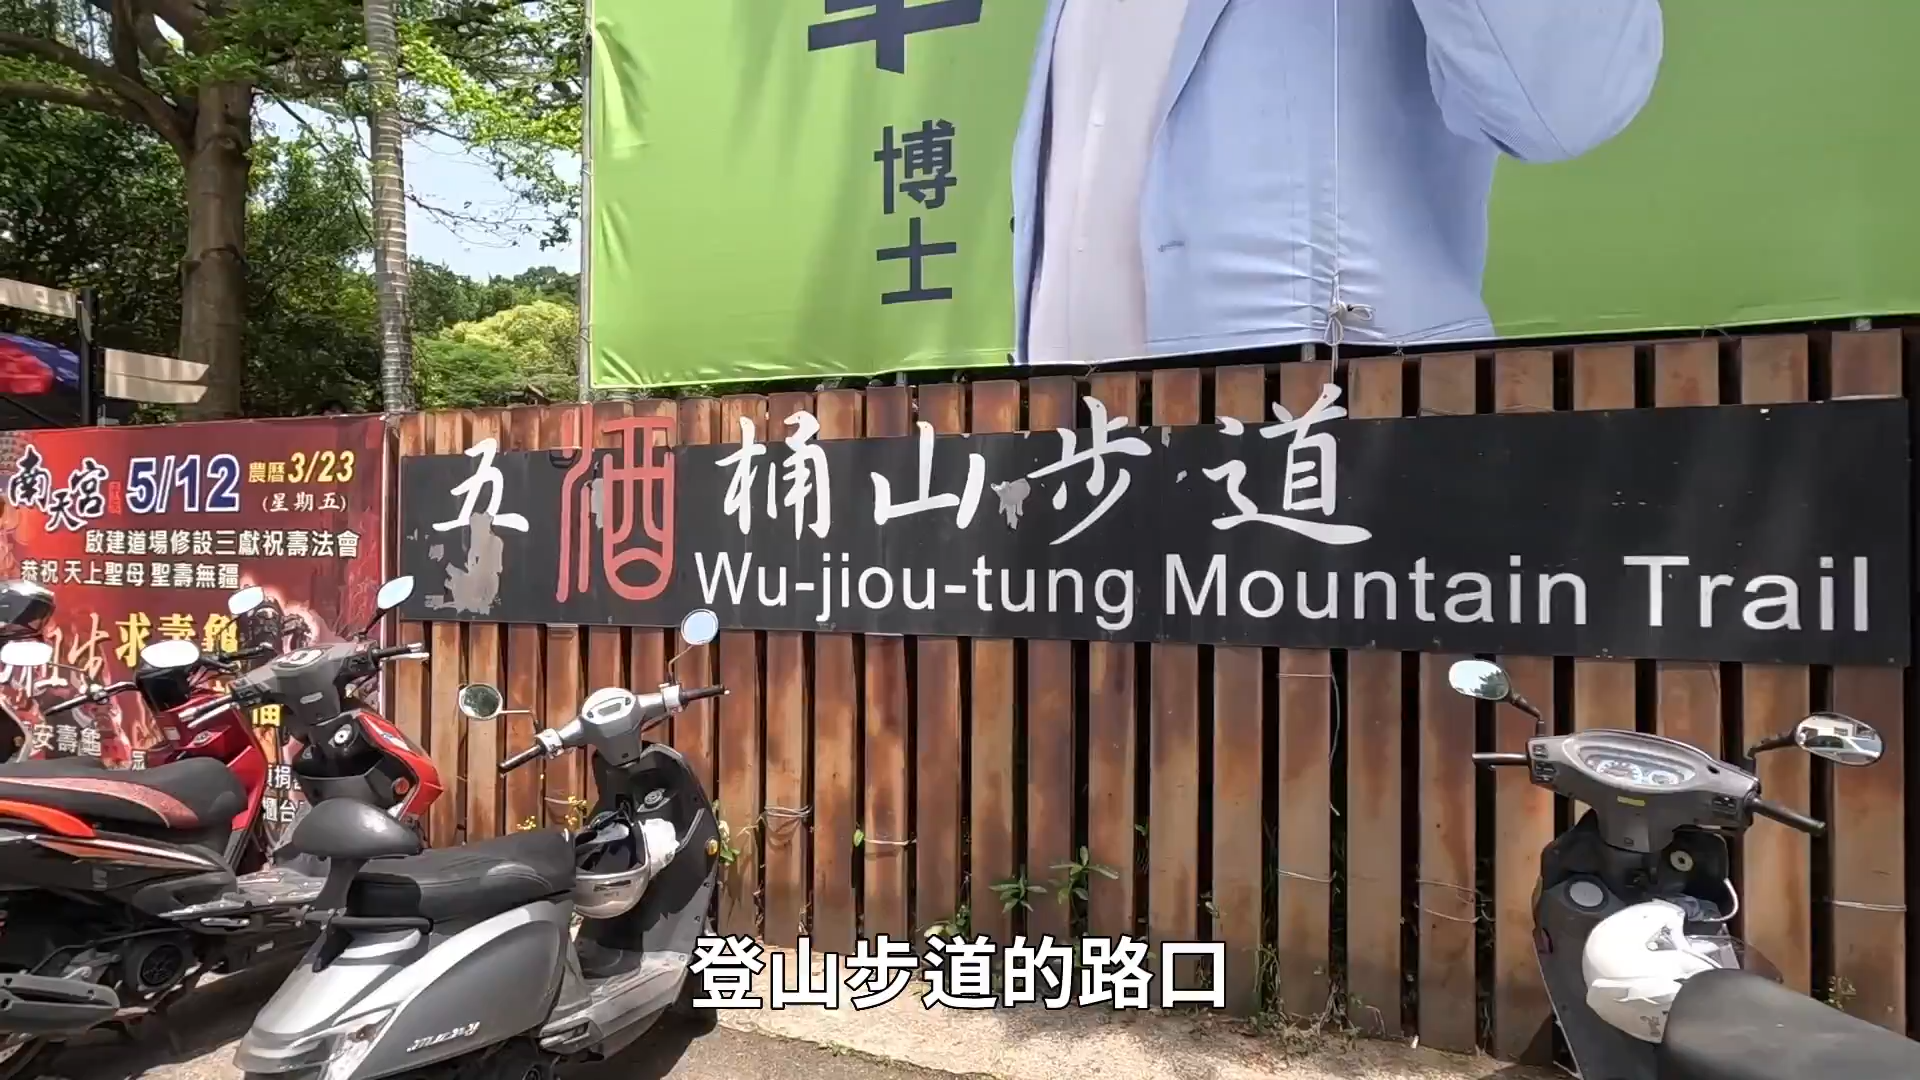 博士
五酒桶山步道
Wu-jiou-tung Mountain Trail
南天宮
5/12
農曆3/23
(星期五)
啟建道場修設三獻祝壽法會
恭祝 天上聖母 聖壽無疆
求壽龜
安壽龜
登山步道的路口